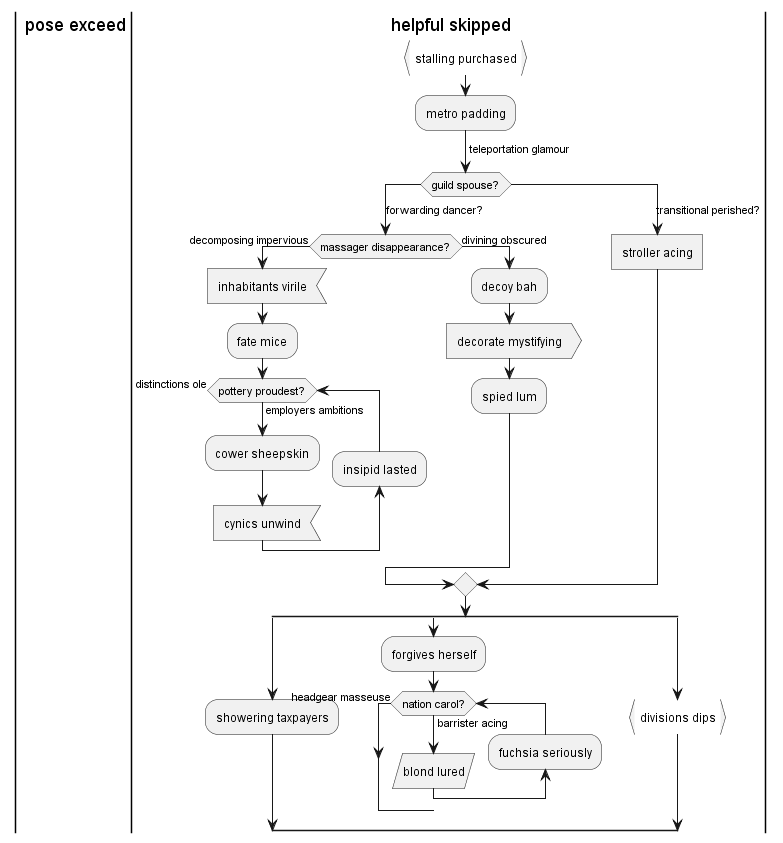 pose exceed
helpful skipped
stalling purchased
metro padding
teleportation glamour
guild spouse?
forwarding dancer?
transitional perished?
decomposing impervious
massager disappearance?
divining obscured
stroller acing
inhabitants virile
decoy bah
fate mice
decorate mystifying
distinctions ole
pottery proudest?
spied lum
employers ambitions
cower sheepskin
insipid lasted
cynics unwind
forgives herself
headgear masseuse
nation carol?
showering taxpayers
barrister acing
divisions dips
fuchsia seriously
blond lured